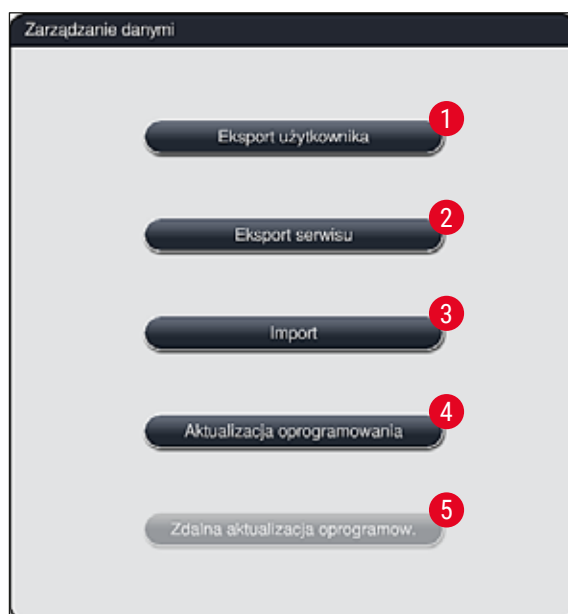 Zarządzanie danymi
1
Eksport użytkownika
2
Eksport serwisu
3
Import
4
Aktualizacja oprogramowania
5
Zdalna aktualizacja oprogramow.